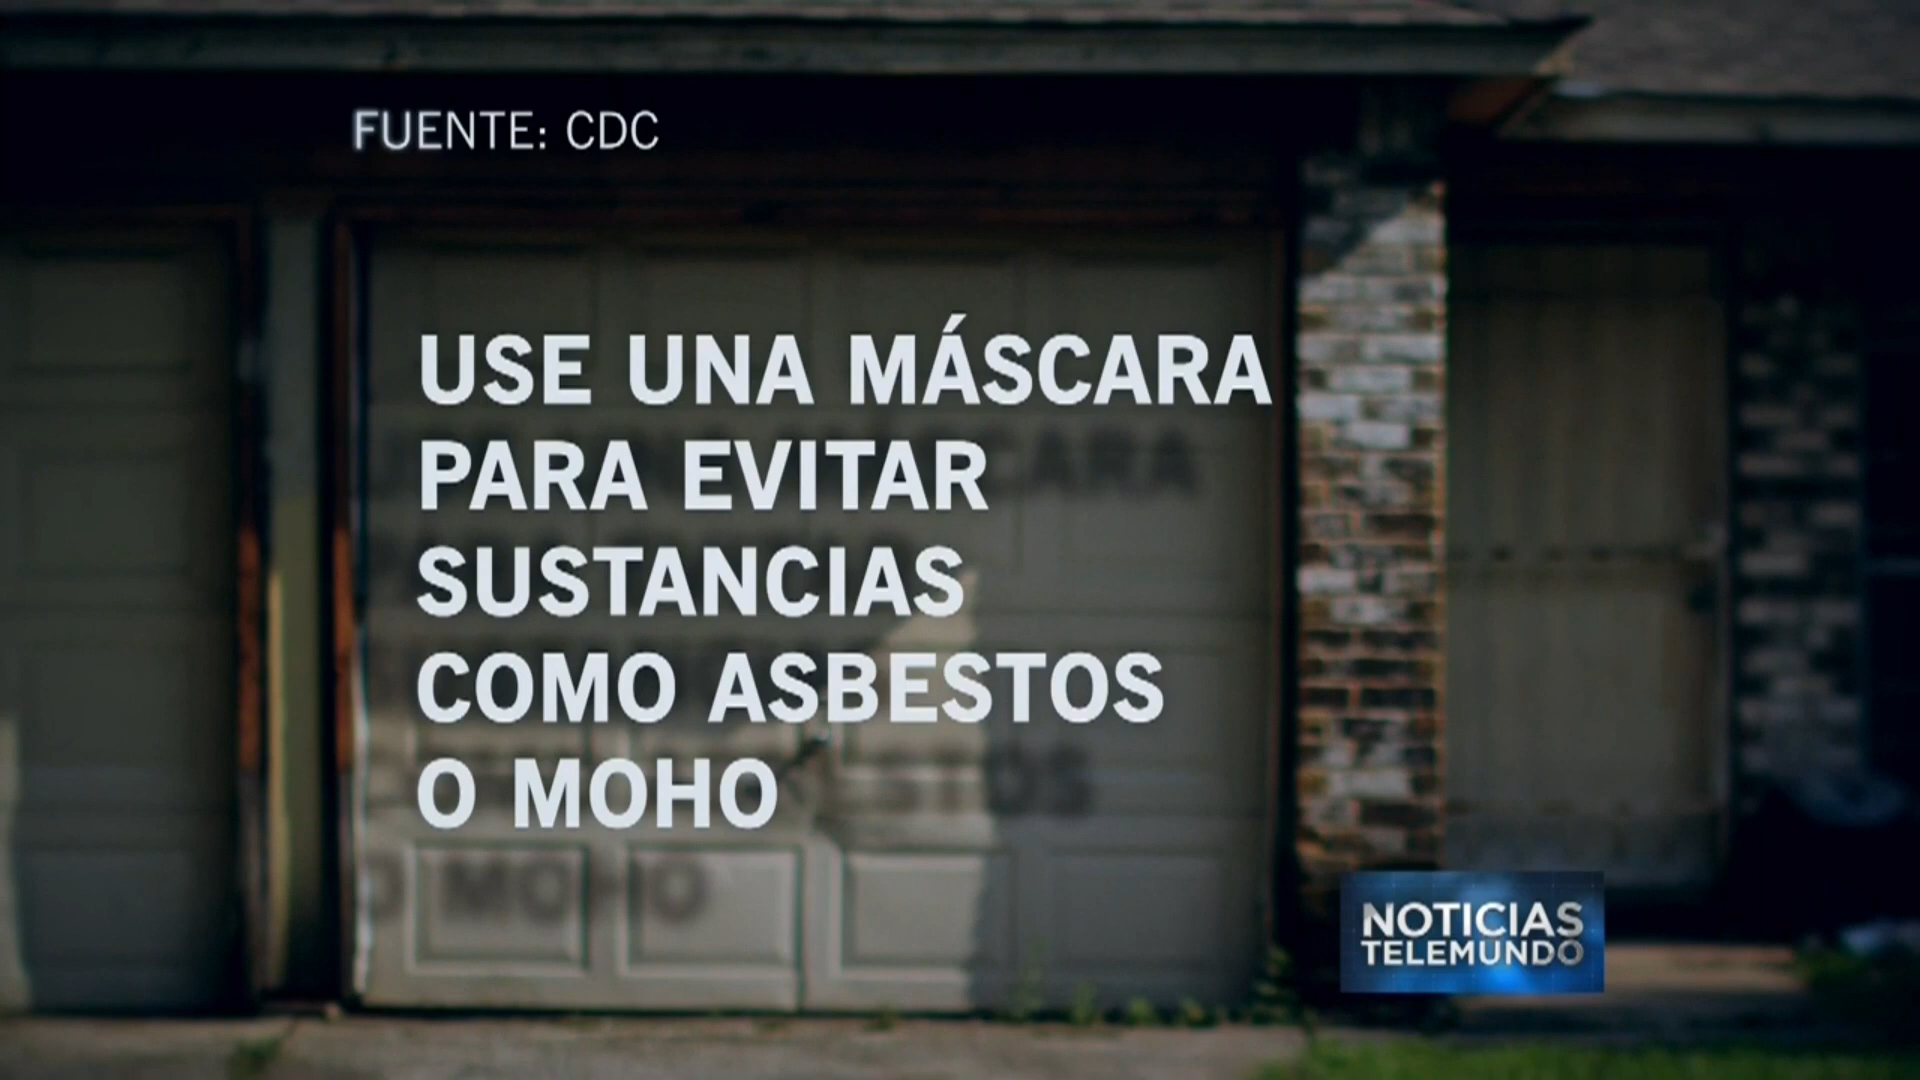 FUENTE: CDC
USE UNA MÁSCARA
PARA EVITAR
SUSTANCIAS
COMO ASBESTOS
O MOHO
NOTICIAS
TELEMUNDO